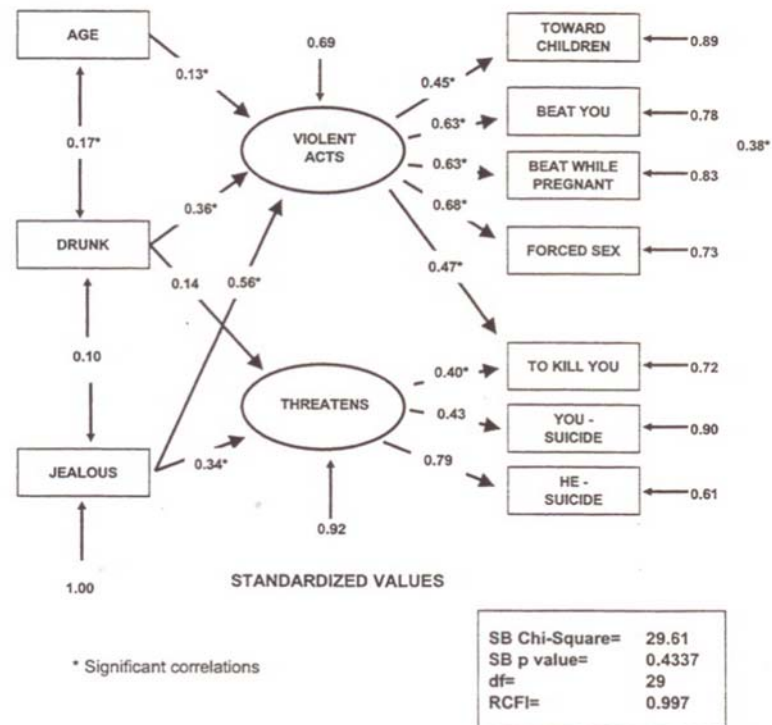 AGE
0.69
TOWARD
CHILDREN
0.89
0.13*
0.45*
0.17*
VIOLENT
ACTS
0.63*
BEAT YOU
0.78
0.38*
0.63*
BEAT WHILE
PREGNANT
0.83
DRUNK
0.36*
0.68*
FORCED SEX
0.73
0.14
0.56*
0.47*
0.10
THREATENS
0.40*
TO KILL YOU
0.72
0.43
YOU -
SUICIDE
0.90
JEALOUS
0.34*
0.79
HE -
SUICIDE
0.61
0.92
1.00
STANDARDIZED VALUES
* Significant correlations
SB Chi-Square= 29.61
SB p value= 0.4337
df= 29
RCFI= 0.997